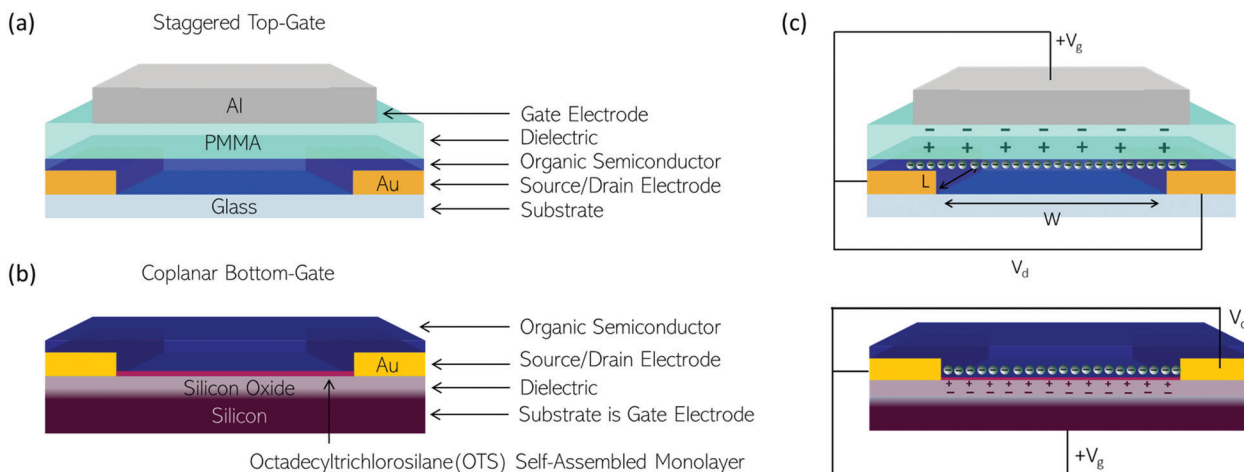 (a)
Staggered Top-Gate
Al
Gate Electrode
PMMA
Dielectric
Organic Semiconductor
Au
Source/Drain Electrode
Glass
Substrate
(b)
Coplanar Bottom-Gate
Organic Semiconductor
Au
Source/Drain Electrode
Silicon Oxide
Dielectric
Silicon
Substrate is Gate Electrode
Octadecyltrichlorosilane(OTS) Self-Assembled Monolayer
(c)
+Vg
− − − − − − −
+ + + + + + +
L
W
Vd
+ + + + + + + + + + +
− − − − − − − − − − −
+Vg